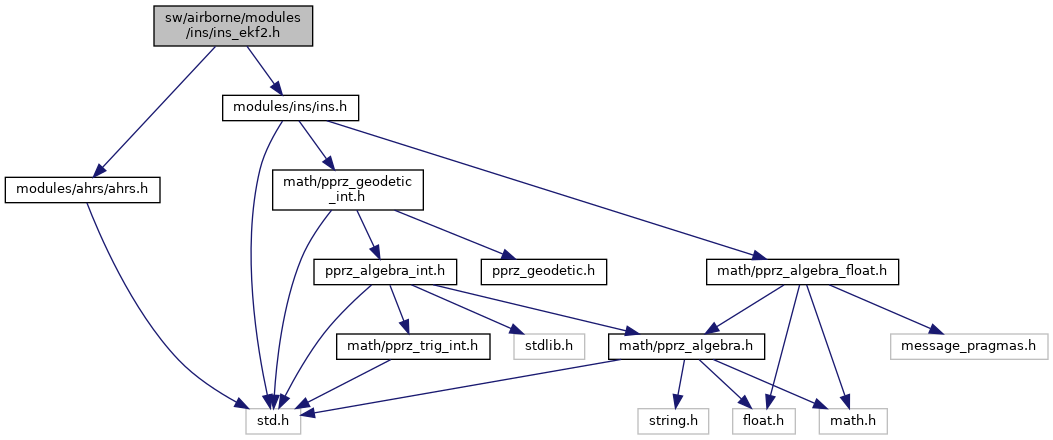 sw/airborne/modules
/ins/ins_ekf2.h
modules/ins/ins.h
modules/ahrs/ahrs.h
math/pprz_geodetic
_int.h
pprz_algebra_int.h
pprz_geodetic.h
math/pprz_algebra_float.h
math/pprz_trig_int.h
stdlib.h
math/pprz_algebra.h
message_pragmas.h
std.h
string.h
float.h
math.h